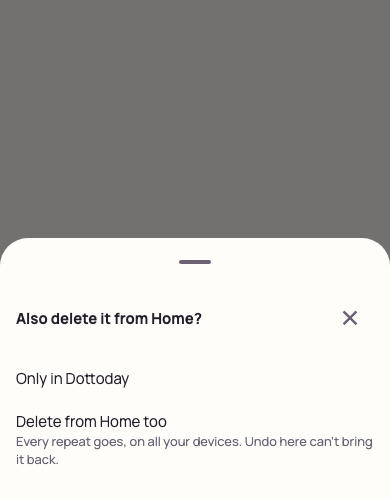 Also delete it from Home?
Only in Dottoday
Delete from Home too
Every repeat goes, on all your devices. Undo here can't bring
it back.